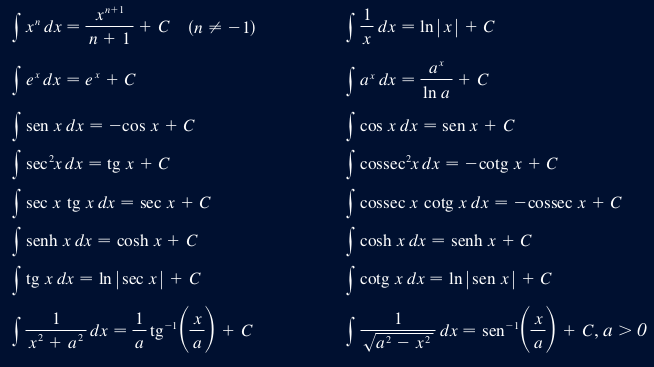 ∫ xⁿ dx = xⁿ⁺¹/(n + 1) + C (n ≠ −1)
∫ 1/x dx = ln|x| + C
∫ eˣ dx = eˣ + C
∫ aˣ dx = aˣ/ln a + C
∫ sen x dx = −cos x + C
∫ cos x dx = sen x + C
∫ sec²x dx = tg x + C
∫ cossec²x dx = −cotg x + C
∫ sec x tg x dx = sec x + C
∫ cossec x cotg x dx = −cossec x + C
∫ senh x dx = cosh x + C
∫ cosh x dx = senh x + C
∫ tg x dx = ln|sec x| + C
∫ cotg x dx = ln|sen x| + C
∫ 1/(x² + a²) dx = 1/a tg⁻¹(x/a) + C
∫ 1/√(a² − x²) dx = sen⁻¹(x/a) + C, a > 0